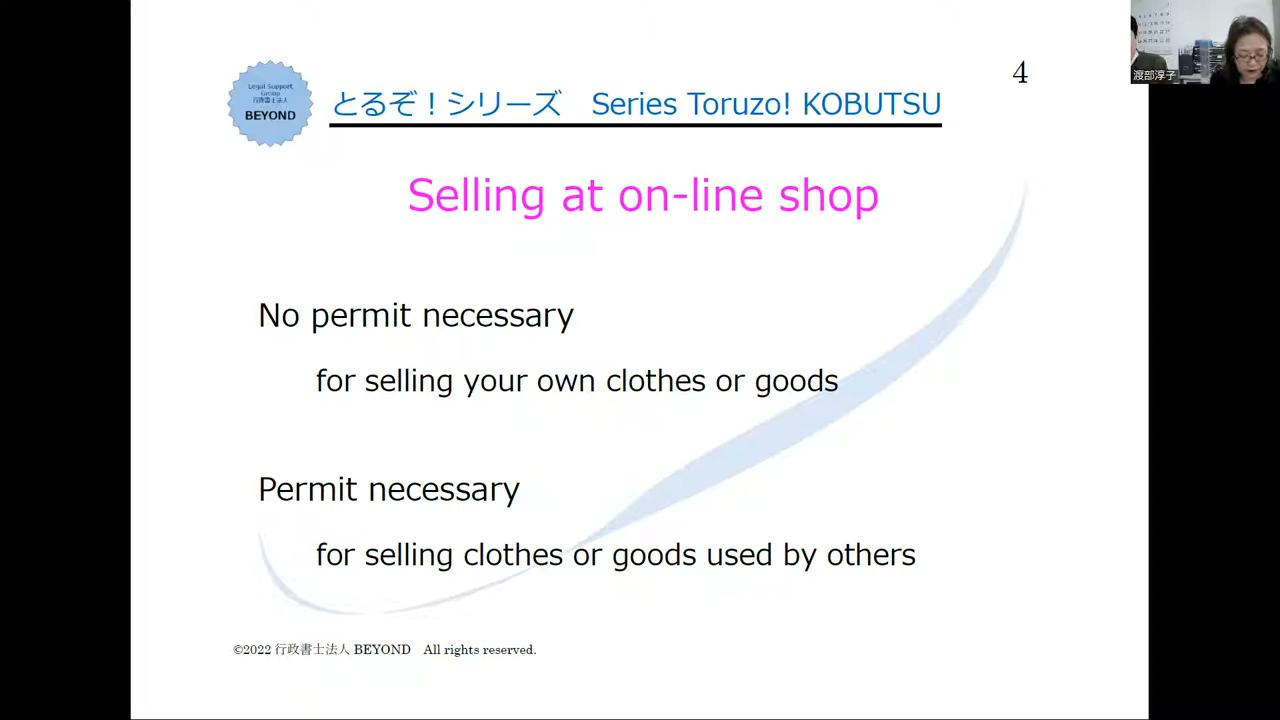 Legal Support
Group
行政書士法人
BEYOND
とるぞ！シリーズ　Series Toruzo! KOBUTSU
4
渡部淳子
Selling at on-line shop
No permit necessary
for selling your own clothes or goods
Permit necessary
for selling clothes or goods used by others
©2022 行政書士法人 BEYOND　All rights reserved.